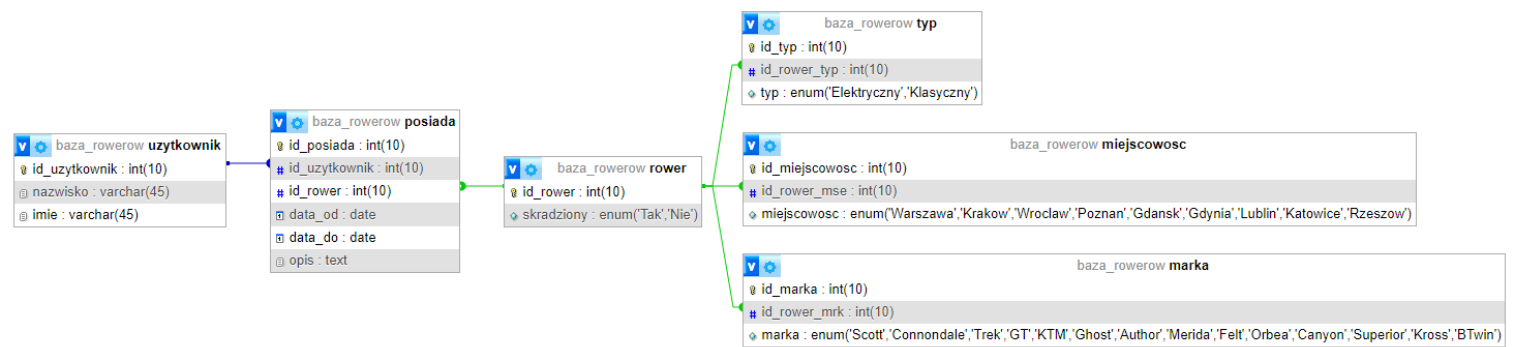 baza_rowerow uzytkownik
id_uzytkownik : int(10)
nazwisko : varchar(45)
imie : varchar(45)
baza_rowerow posiada
id_posiada : int(10)
id_uzytkownik : int(10)
id_rower : int(10)
data_od : date
data_do : date
opis : text
baza_rowerow rower
id_rower : int(10)
skradziony : enum('Tak','Nie')
baza_rowerow typ
id_typ : int(10)
id_rower_typ : int(10)
typ : enum('Elektryczny','Klasyczny')
baza_rowerow miejscowosc
id_miejscowosc : int(10)
id_rower_mse : int(10)
miejscowosc : enum('Warszawa','Krakow','Wroclaw','Poznan','Gdansk','Gdynia','Lublin','Katowice','Rzeszow')
baza_rowerow marka
id_marka : int(10)
id_rower_mrk : int(10)
marka : enum('Scott','Connondale','Trek','GT','KTM','Ghost','Author','Merida','Felt','Orbea','Canyon','Superior','Kross','BTwin')